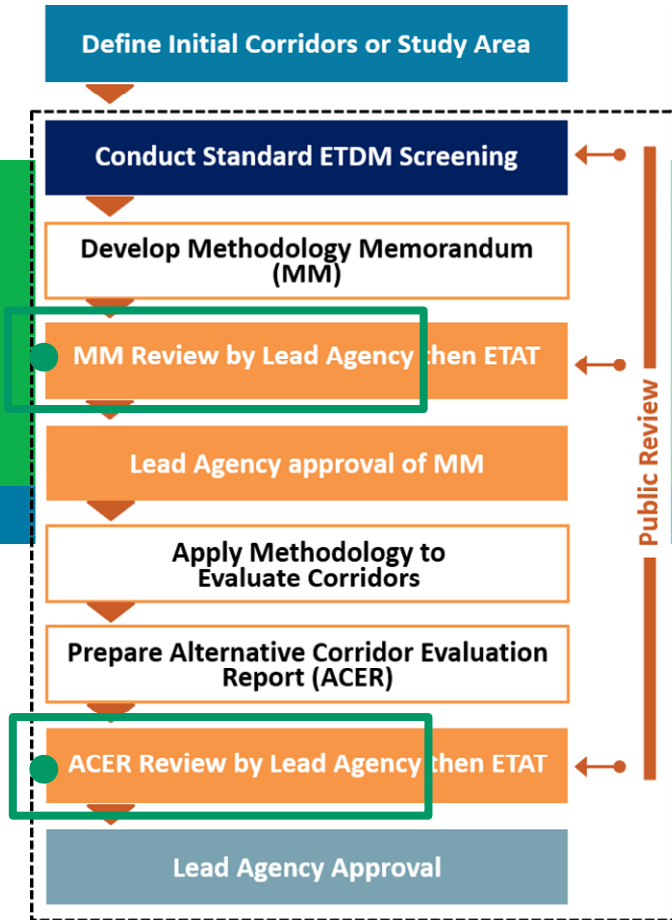 Define Initial Corridors or Study Area
Conduct Standard ETDM Screening
Develop Methodology Memorandum
(MM)
MM Review by Lead Agency then ETAT
Lead Agency approval of MM
Apply Methodology to
Evaluate Corridors
Prepare Alternative Corridor Evaluation
Report (ACER)
ACER Review by Lead Agency then ETAT
Lead Agency Approval
Public Review